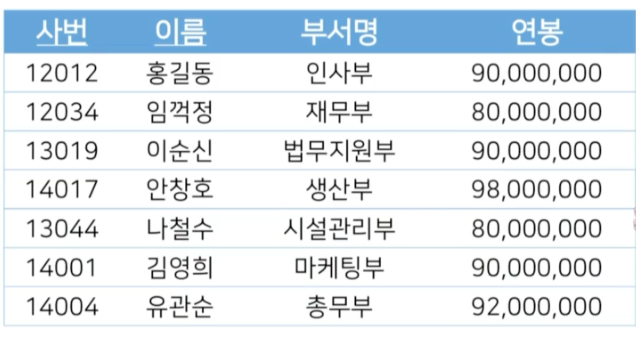 사번 이름 부서명 연봉
12012 홍길동 인사부 90,000,000
12034 임꺽정 재무부 80,000,000
13019 이순신 법무지원부 90,000,000
14017 안창호 생산부 98,000,000
13044 나철수 시설관리부 80,000,000
14001 김영희 마케팅부 90,000,000
14004 유관순 총무부 92,000,000